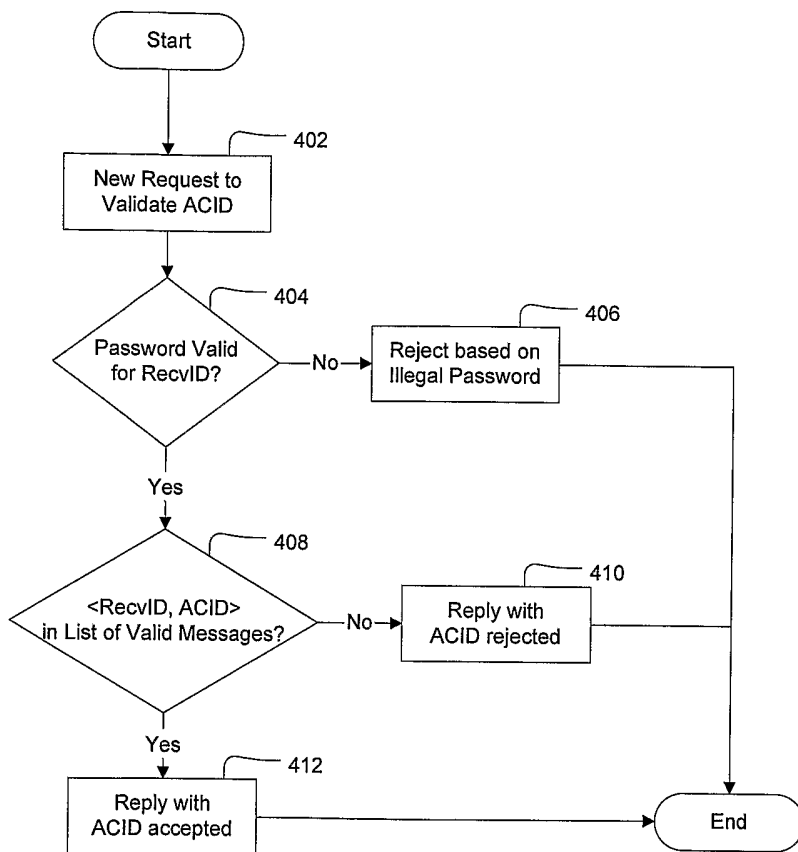 Start
402
New Request to
Validate ACID
404
Password Valid
for RecvID?
No
406
Reject based on
Illegal Password
Yes
408
<RecvID, ACID>
in List of Valid Messages?
No
410
Reply with
ACID rejected
Yes
412
Reply with
ACID accepted
End